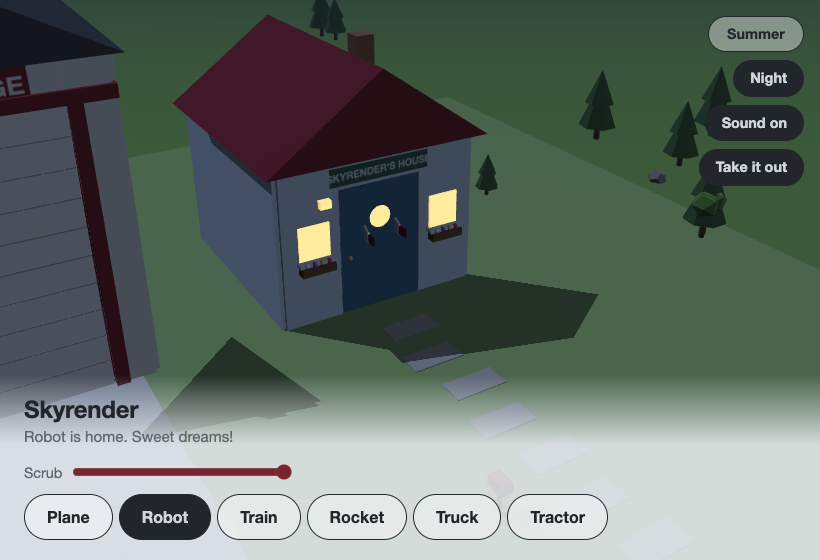 Summer
Night
Sound on
Take it out
GE
SKYRENDER'S HOUSE
Skyrender
Robot is home. Sweet dreams!
Scrub
Plane
Robot
Train
Rocket
Truck
Tractor